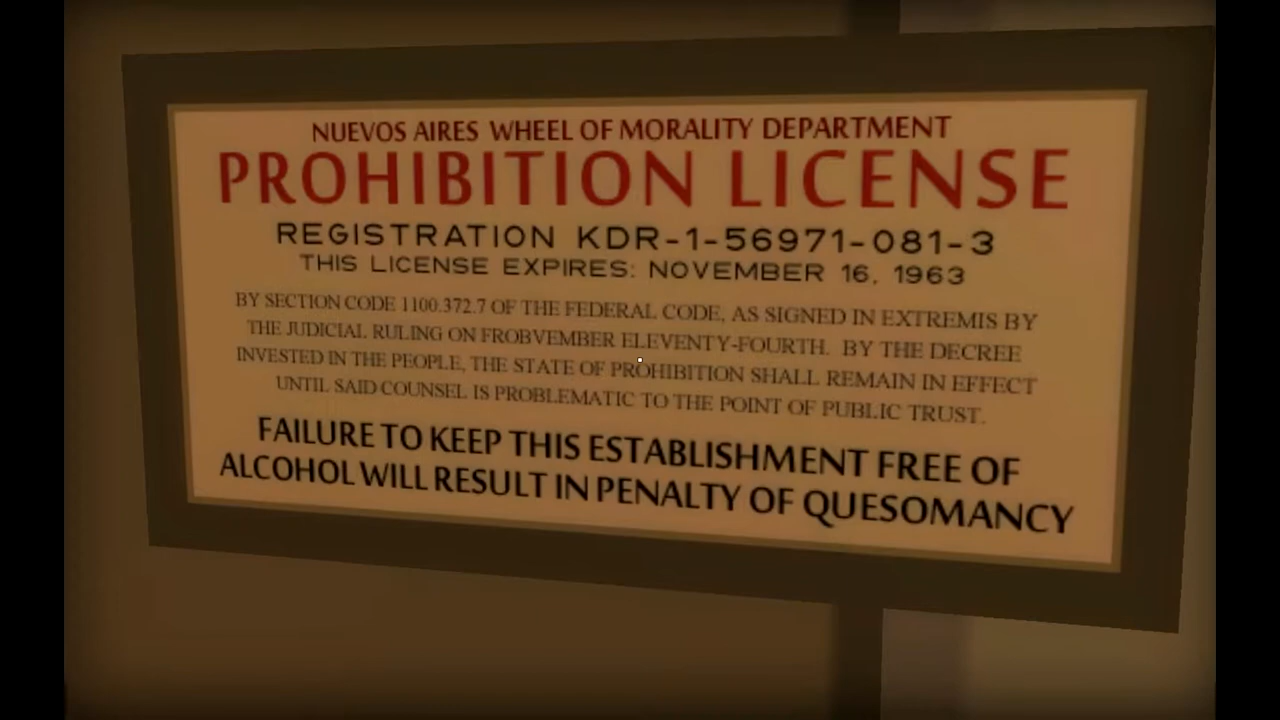 NUEVOS AIRES WHEEL OF MORALITY DEPARTMENT
PROHIBITION LICENSE
REGISTRATION KDR-1-56971-081-3
THIS LICENSE EXPIRES: NOVEMBER 16, 1963
BY SECTION CODE 1100.372.7 OF THE FEDERAL CODE, AS SIGNED IN EXTREMIS BY
THE JUDICIAL RULING ON FROBVEMBER ELEVENTY-FOURTH. BY THE DECREE
INVESTED IN THE PEOPLE, THE STATE OF PROHIBITION SHALL REMAIN IN EFFECT
UNTIL SAID COUNSEL IS PROBLEMATIC TO THE POINT OF PUBLIC TRUST.
FAILURE TO KEEP THIS ESTABLISHMENT FREE OF
ALCOHOL WILL RESULT IN PENALTY OF QUESOMANCY